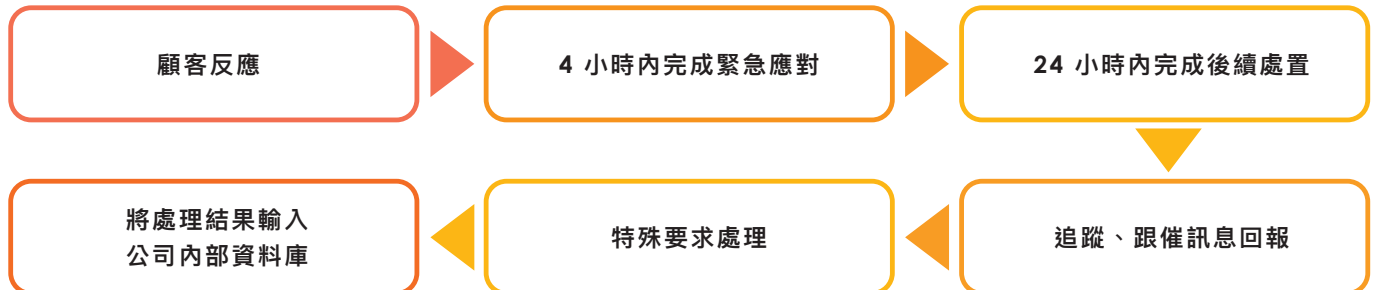 顧客反應
4 小時內完成緊急應對
24 小時內完成後續處置
追蹤、跟催訊息回報
特殊要求處理
將處理結果輸入
公司內部資料庫